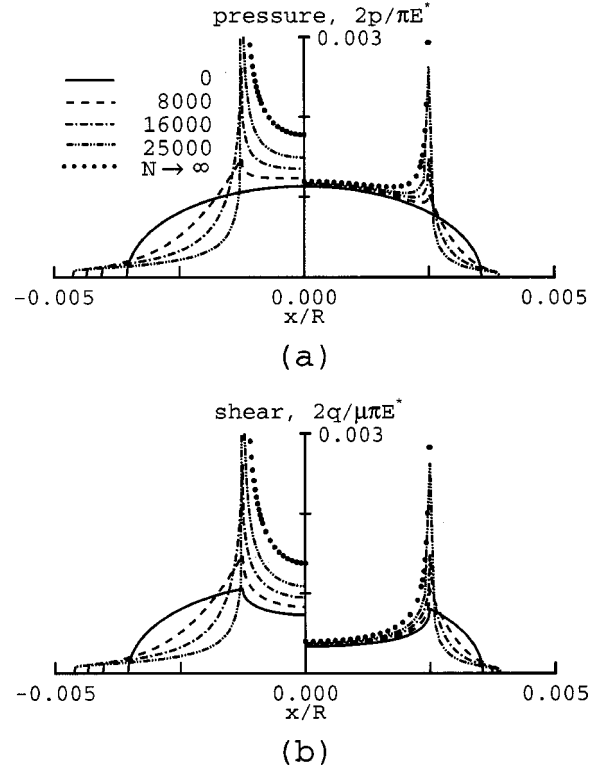 pressure, 2p/πE*
0.003
0
8000
16000
25000
N → ∞
-0.005 0.000 0.005
x/R
(a)
shear, 2q/μπE*
0.003
-0.005 0.000 0.005
x/R
(b)